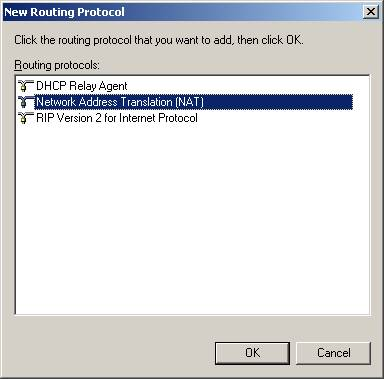 New Routing Protocol
Click the routing protocol that you want to add, then click OK.
Routing protocols:
DHCP Relay Agent
Network Address Translation (NAT)
RIP Version 2 for Internet Protocol
OK
Cancel